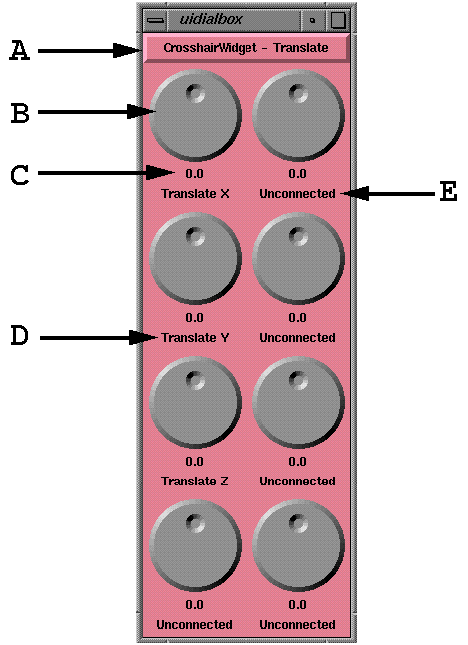 uidialbox
A
CrosshairWidget - Translate
B
C
0.0 0.0
Translate X Unconnected
E
0.0 0.0
D
Translate Y Unconnected
0.0 0.0
Translate Z Unconnected
0.0 0.0
Unconnected Unconnected